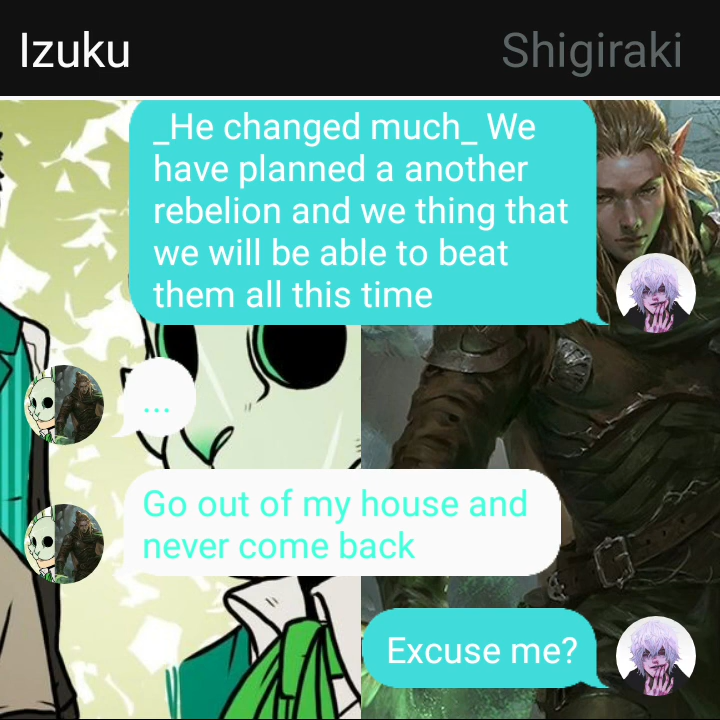 Izuku
Shigiraki
_He changed much_ We
have planned a another
rebelion and we thing that
we will be able to beat
them all this time
...
Go out of my house and
never come back
Excuse me?